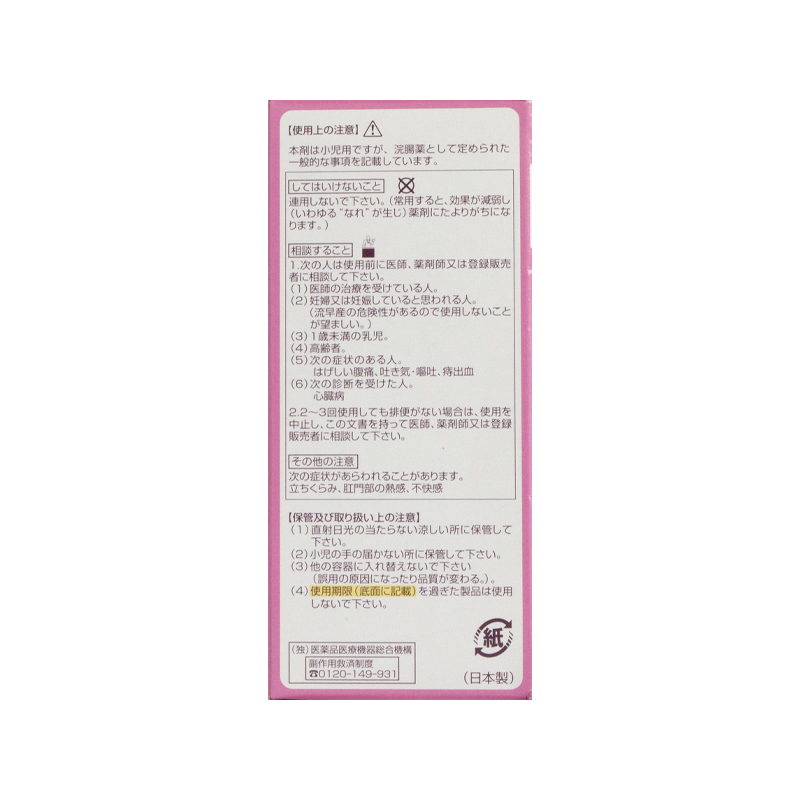 【使用上の注意】
本剤は小児用ですが、浣腸薬として定められた
一般的な事項を記載しています。
してはいけないこと
連用しないで下さい。(常用すると、効果が減弱し
(いわゆる“なれ”が生じ)薬剤にたよりがちにな
ります。)
相談すること
1.次の人は使用前に医師、薬剤師又は登録販売
者に相談して下さい。
(1)医師の治療を受けている人。
(2)妊婦又は妊娠していると思われる人。
(流早産の危険性があるので使用しないこと
が望ましい。)
(3)1歳未満の乳児。
(4)高齢者。
(5)次の症状のある人。
はげしい腹痛、吐き気・嘔吐、痔出血
(6)次の診断を受けた人。
心臓病
2.2〜3回使用しても排便がない場合は、使用を
中止し、この文書を持って医師、薬剤師又は登録
販売者に相談して下さい。
その他の注意
次の症状があらわれることがあります。
立ちくらみ、肛門部の熱感、不快感
【保管及び取り扱い上の注意】
(1)直射日光の当たらない涼しい所に保管して
下さい。
(2)小児の手の届かない所に保管して下さい。
(3)他の容器に入れ替えないで下さい
(誤用の原因になったり品質が変わる。)。
(4)使用期限(底面に記載)を過ぎた製品は使用
しないで下さい。
紙
(独)医薬品医療機器総合機構
副作用救済制度
☎0120-149-931
(日本製)